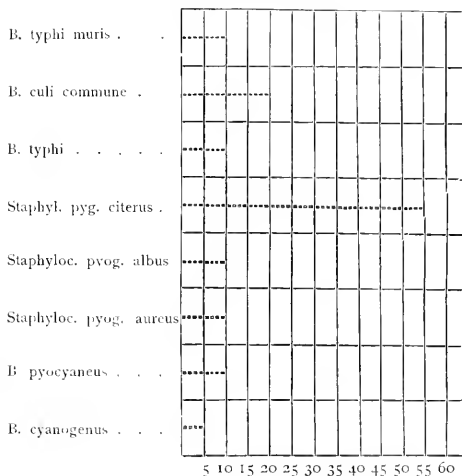 B. typhi muris . .
B. culi commune .
B. typhi . . . . .
Staphyl. pyg. citerus .
Staphyloc. pvog. albus
Staphyloc. pyog. aureus
B pyocyaneus . . .
B. cyanogenus . . .
5 10 15 20 25 30 35 40 45 50 55 60